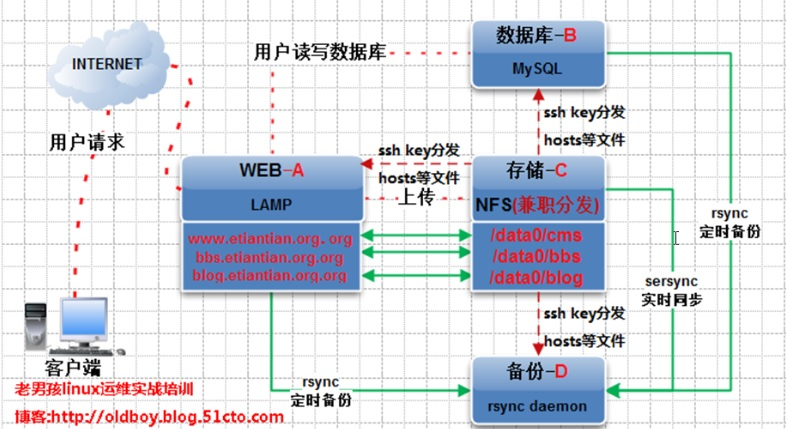 数据库-B
MySQL
INTERNET
用户读写数据库
用户请求
ssh key分发
hosts等文件
WEB-A
LAMP
ssh key分发
hosts等文件
上传
存储-C
NFS(兼职分发)
www.etiantian.org.org
bbs.etiantian.org.org
blog.etiantian.org.org
/data0/cms
/data0/bbs
/data0/blog
rsync
定时备份
sersync
实时同步
ssh key分发
hosts等文件
客户端
rsync
定时备份
备份-D
rsync daemon
老男孩linux运维实战培训
博客:http://oldboy.blog.51cto.com